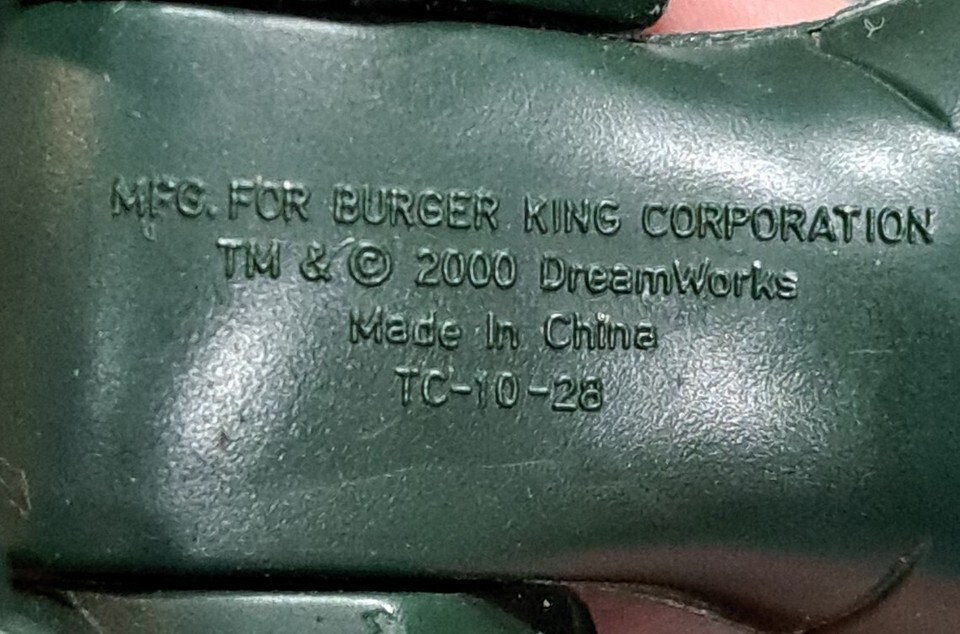 MFG. FOR BURGER KING CORPORATION
TM & © 2000 DreamWorks
Made In China
TC-10-28